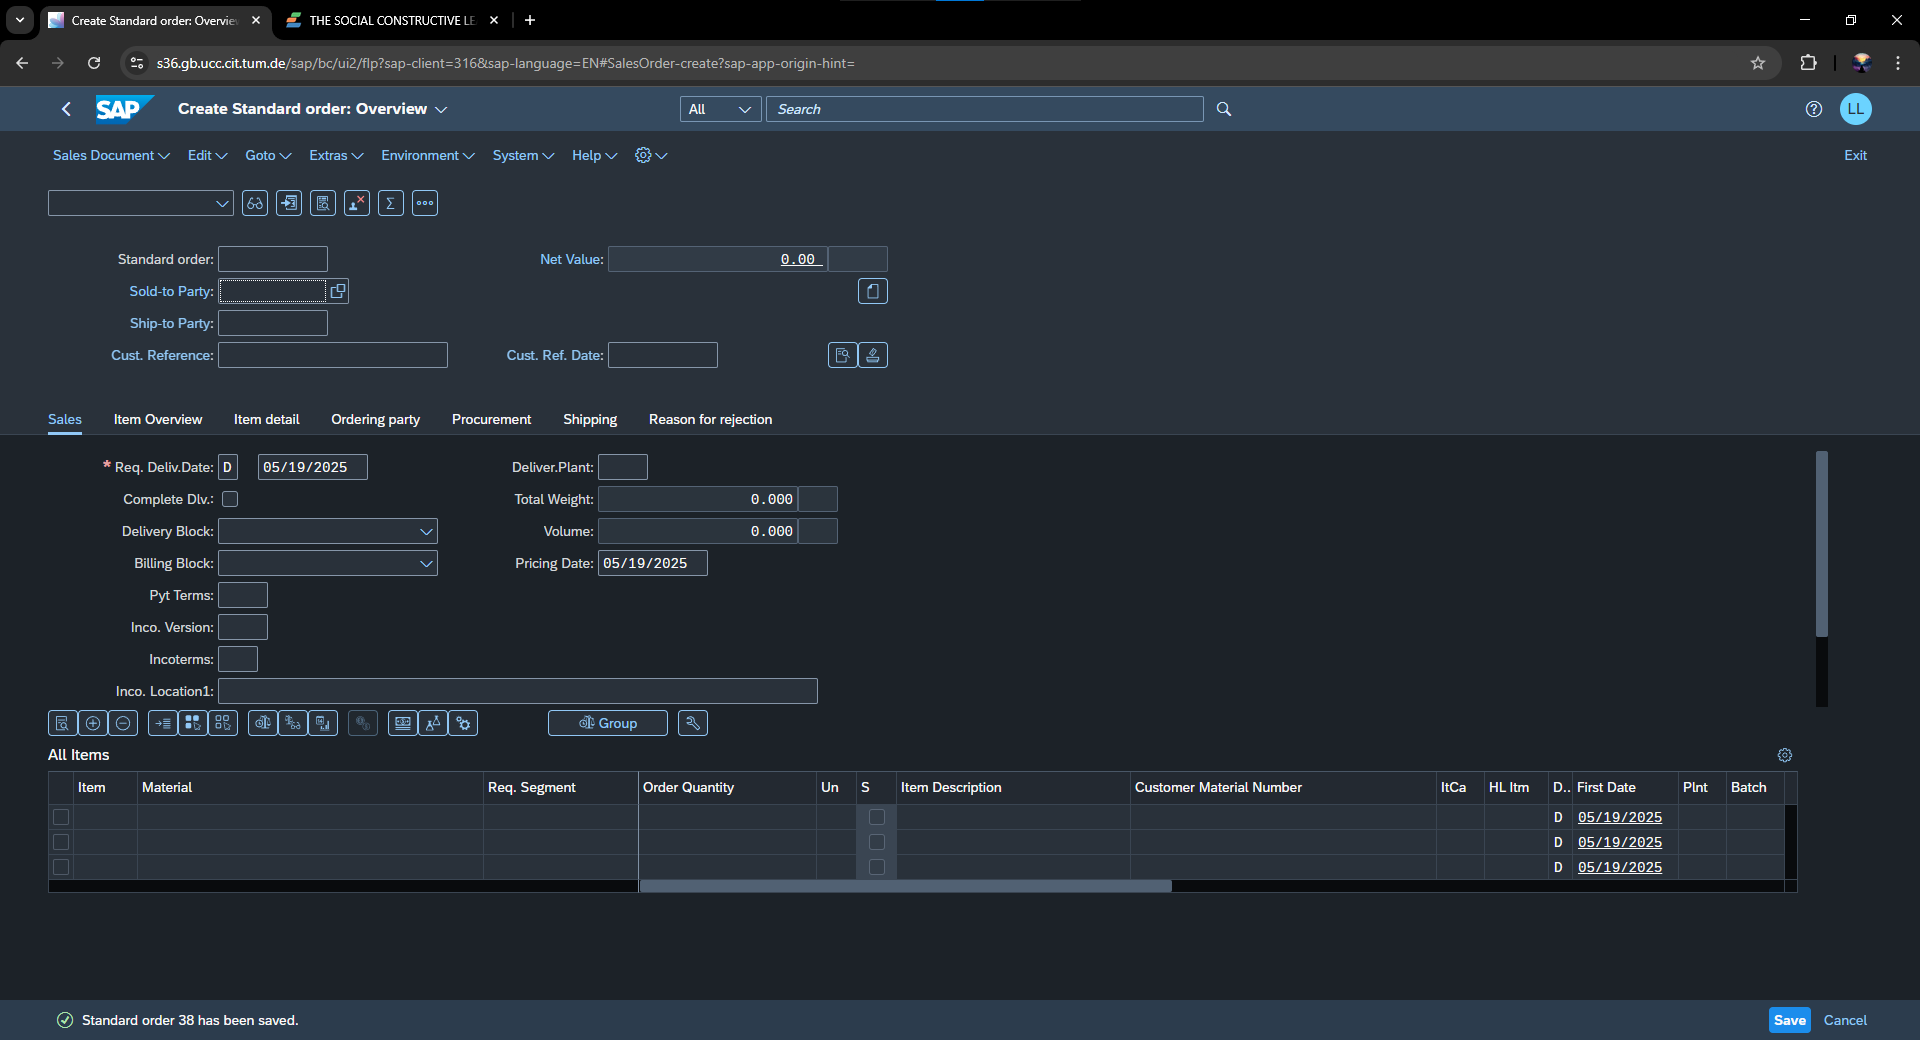 Create Standard order: Overvie
THE SOCIAL CONSTRUCTIVE LE
s36.gb.ucc.cit.tum.de/sap/bc/ui2/flp?sap-client=316&sap-language=EN#SalesOrder-create?sap-app-origin-hint=
SAP
Create Standard order: Overview
All
Search
LL
Sales Document
Edit
Goto
Extras
Environment
System
Help
Exit
Standard order:
Net Value:
0.00
Sold-to Party:
Ship-to Party:
Cust. Reference:
Cust. Ref. Date:
Sales
Item Overview
Item detail
Ordering party
Procurement
Shipping
Reason for rejection
* Req. Deliv.Date: D 05/19/2025
Deliver.Plant:
Complete Dlv.:
Total Weight: 0.000
Delivery Block:
Volume: 0.000
Billing Block:
Pricing Date: 05/19/2025
Pyt Terms:
Inco. Version:
Incoterms:
Inco. Location1:
Group
All Items
Item Material Req. Segment Order Quantity Un S Item Description Customer Material Number ItCa HL Itm D.. First Date Plnt Batch
D 05/19/2025
D 05/19/2025
D 05/19/2025
Standard order 38 has been saved.
Save
Cancel